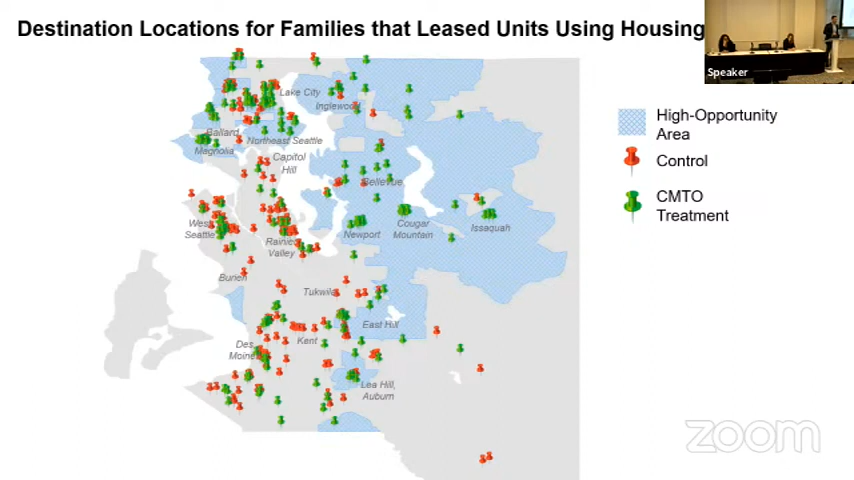 Destination Locations for Families that Leased Units Using Housing
Speaker
High-Opportunity
Area
Control
CMTO
Treatment
Lake City
Inglewood
Ballard
Northeast Seattle
Magnolia
Capitol
Hill
Bellevue
West
Seattle
Rainier
Valley
Newport
Cougar
Mountain
Issaquah
Burien
Tukwila
East Hill
Kent
Des
Moines
Lea Hill,
Auburn
zoom